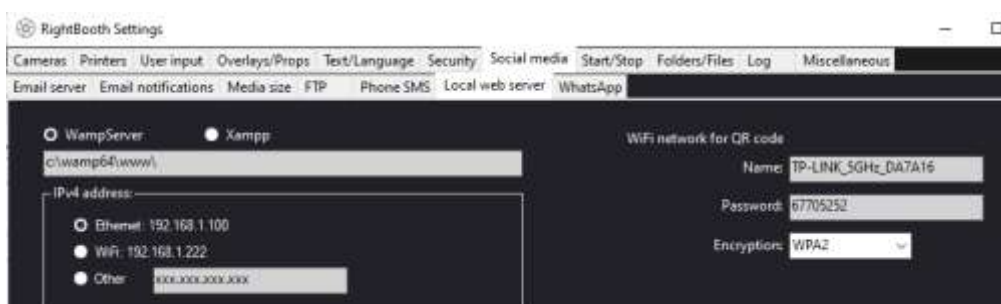 RightBooth Settings
Cameras Printers User input Overlays/Props Text/Language Security Social media Start/Stop Folders/Files Log Miscellaneous
Email server Email notifications Media size FTP Phone SMS Local web server WhatsApp
WampServer Xampp
c:\wamp64\www\
IPv4 address:
Ethernet: 192.168.1.100
WiFi: 192.168.1.222
Other xxx.xxx.xxx.xxx
WiFi network for QR code
Name: TP-LINK_5GHz_DA7A16
Password: 67705252
Encryption: WPA2